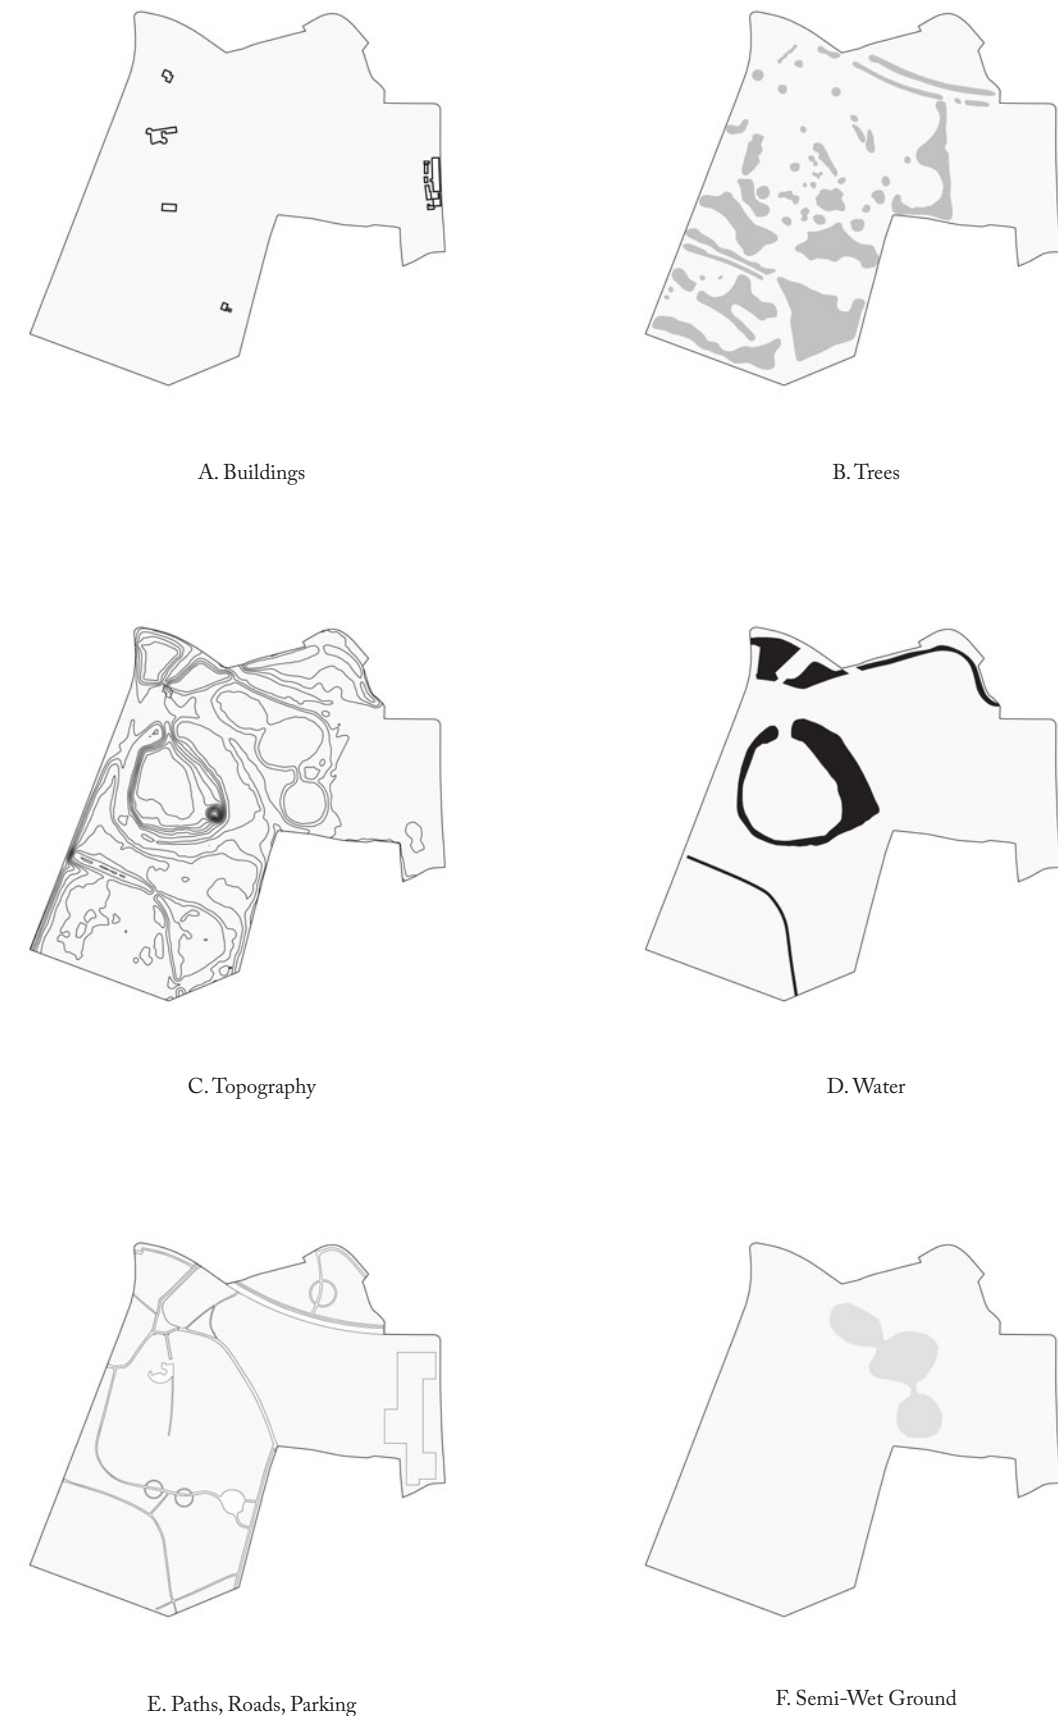 A. Buildings
B. Trees
C. Topography
D. Water
E. Paths, Roads, Parking
F. Semi-Wet Ground